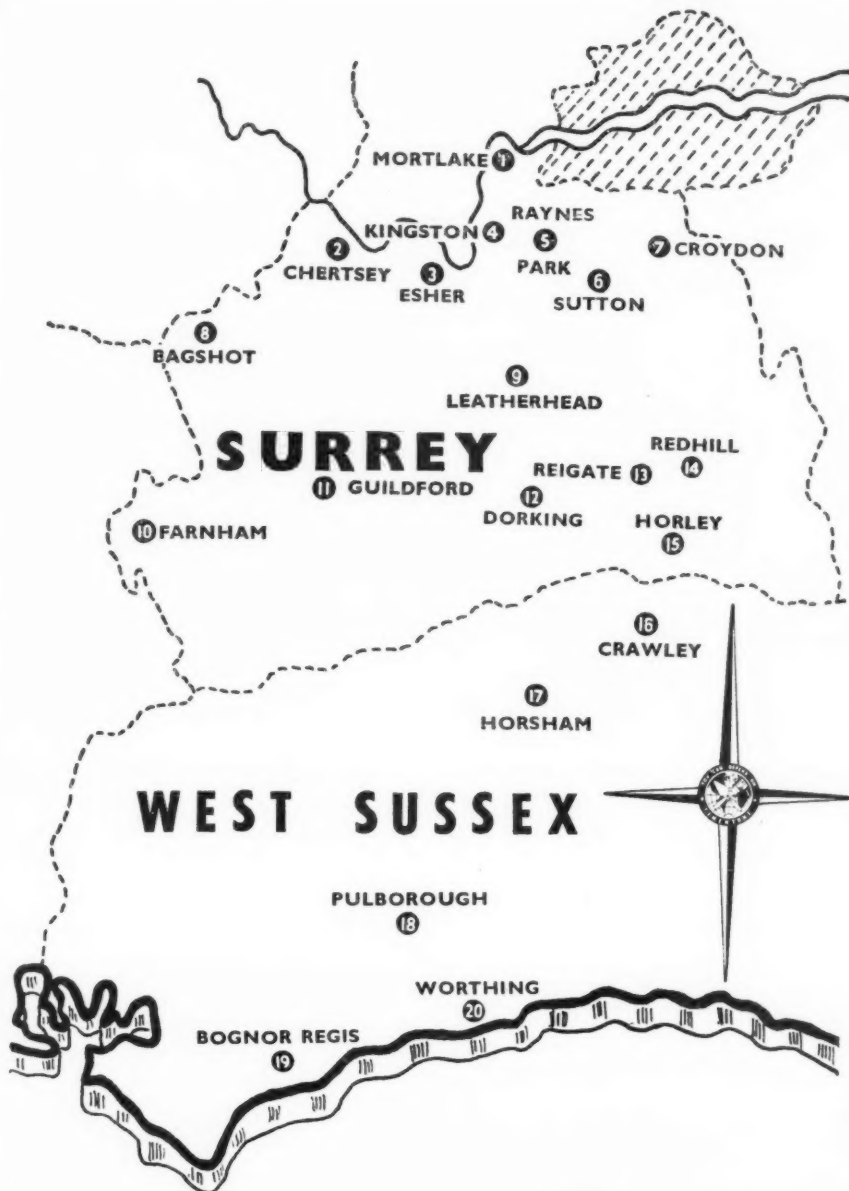 MORTLAKE 1
RAYNES
KINGSTON 4
5
PARK
7 CROYDON
2
CHERTSEY
3
ESHER
6
SUTTON
8
BAGSHOT
9
LEATHERHEAD
SURREY
REDHILL
14
REIGATE 13
11 GUILDFORD
12
DORKING
10 FARNHAM
HORLEY
15
16
CRAWLEY
17
HORSHAM
WEST SUSSEX
PULBOROUGH
18
WORTHING
20
BOGNOR REGIS
19